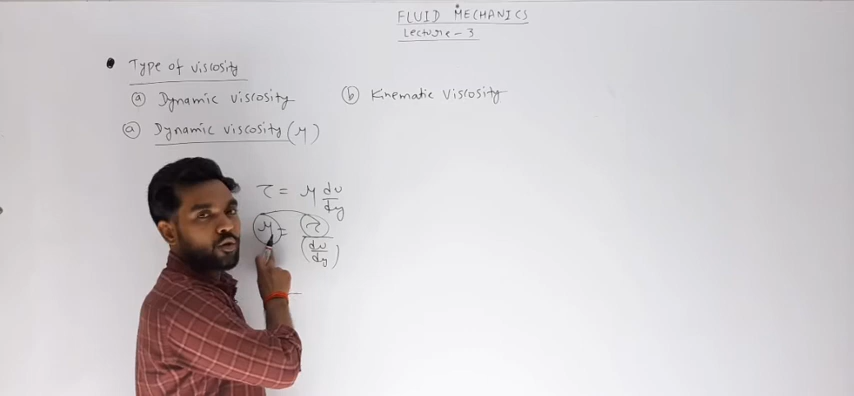 FLUID MECHANICS
Lecture - 3
Type of viscosity
ⓐ Dynamic viscosity ⓑ Kinematic viscosity
ⓐ Dynamic viscosity (μ)
τ = μ du/dy
μ = τ/(du/dy)